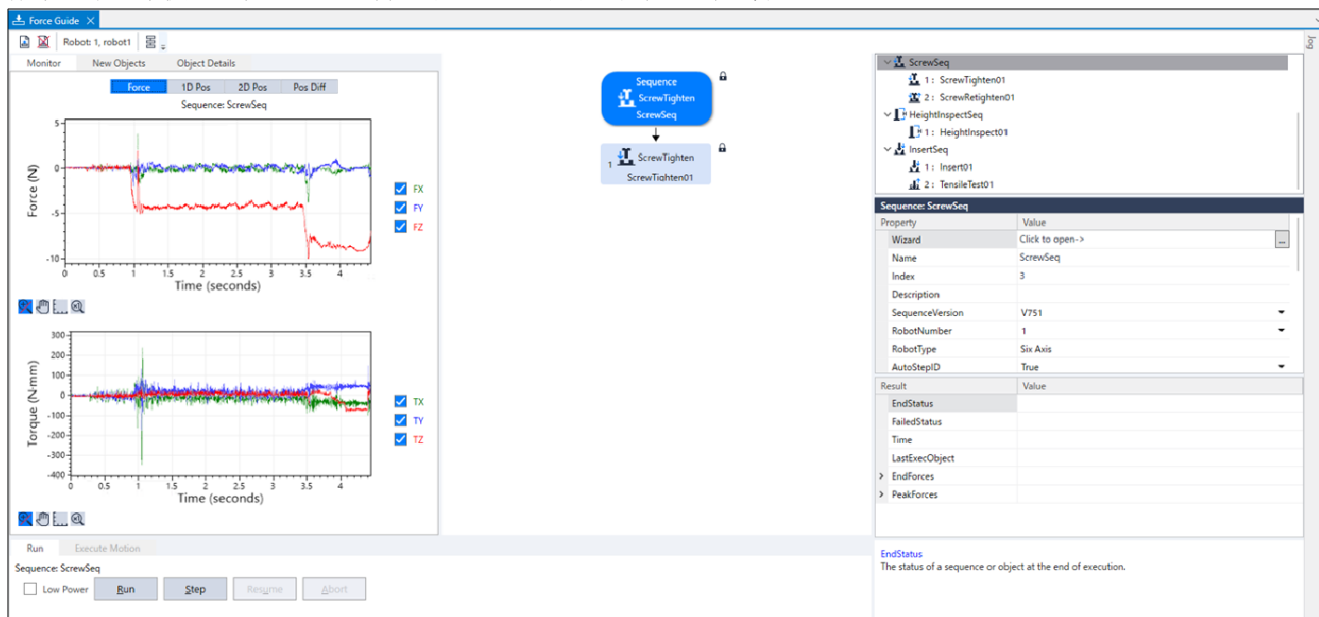 Force Guide
Robot: 1, robot1
Jog
Monitor New Objects Object Details
Force 1D Pos 2D Pos Pos Diff
Sequence: ScrewSeq
5
0
-5
-10
Force (N)
0 0.5 1 1.5 2 2.5 3 3.5 4
Time (seconds)
FX
FY
FZ
300
200
100
0
-100
-200
-300
-400
Torque (N·mm)
0 0.5 1 1.5 2 2.5 3 3.5 4
Time (seconds)
TX
TY
TZ
Run Execute Motion
Sequence: ScrewSeq
Low Power Run Step Resume Abort
Sequence
ScrewTighten
ScrewSeq
1 ScrewTighten
ScrewTighten01
ScrewSeq
1 : ScrewTighten01
2 : ScrewRetighten01
HeightInspectSeq
1 : HeightInspect01
InsertSeq
1 : Insert01
2 : TensileTest01
Sequence: ScrewSeq
Property Value
Wizard Click to open-> ...
Name ScrewSeq
Index 3
Description
SequenceVersion V751
RobotNumber 1
RobotType Six Axis
AutoStepID True
Result Value
EndStatus
FailedStatus
Time
LastExecObject
EndForces
PeakForces
EndStatus
The status of a sequence or object at the end of execution.